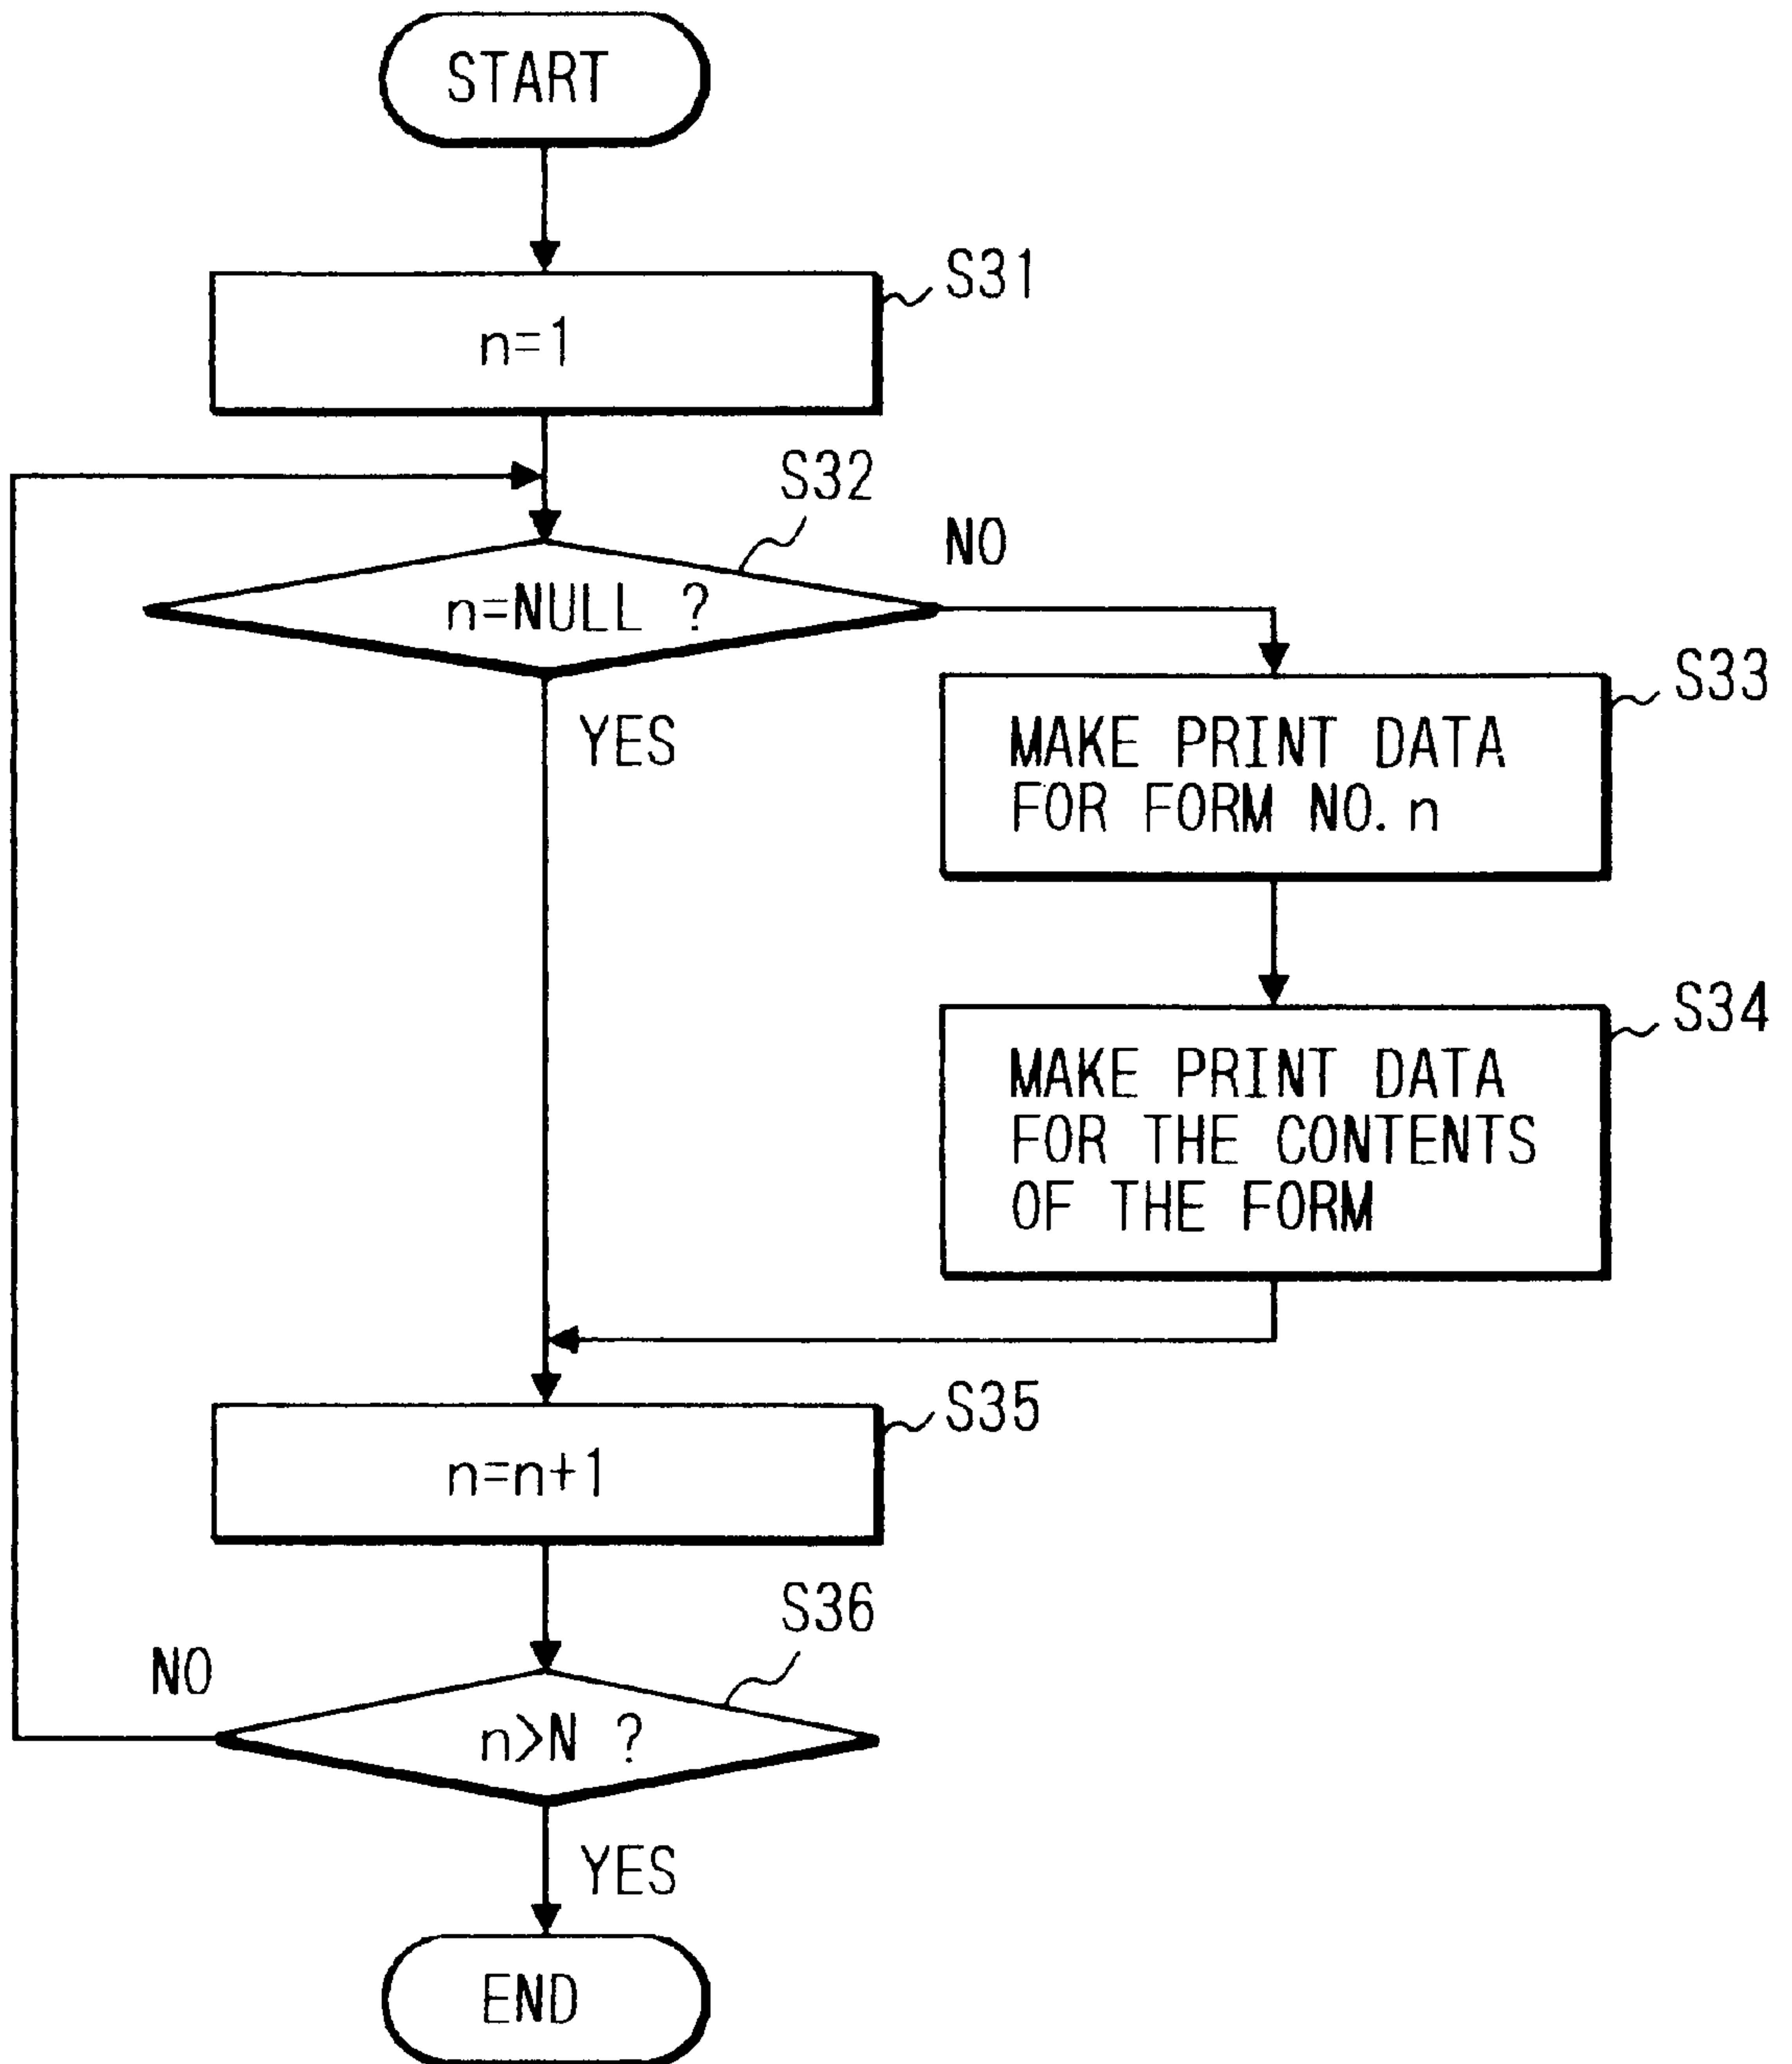 START
S31
n=1
S32
NO
n=NULL ?
YES
S33
MAKE PRINT DATA
FOR FORM NO. n
S34
MAKE PRINT DATA
FOR THE CONTENTS
OF THE FORM
S35
n=n+1
S36
NO
n>N ?
YES
END